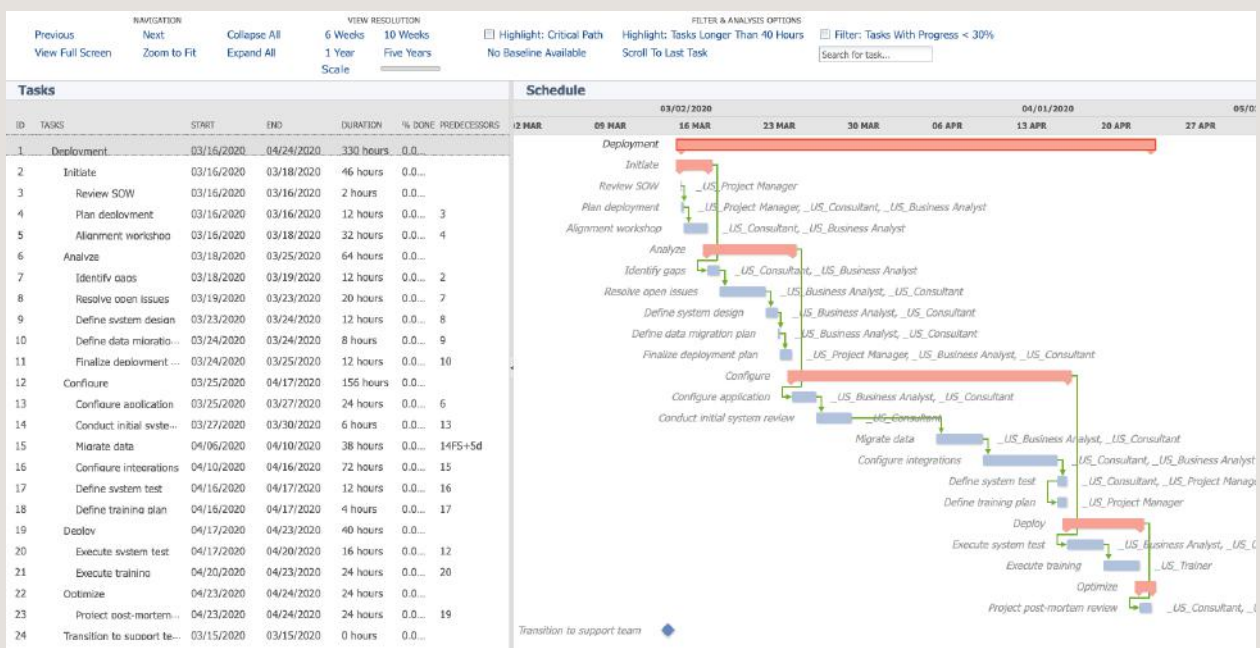 NAVIGATION VIEW RESOLUTION FILTER & ANALYSIS OPTIONS
Previous Next Collapse All 6 Weeks 10 Weeks Highlight: Critical Path Highlight: Tasks Longer Than 40 Hours Filter: Tasks With Progress < 30%
View Full Screen Zoom to Fit Expand All 1 Year Five Years No Baseline Available Scroll To Last Task Search for task...
Scale
Tasks Schedule
03/02/2020 04/01/2020 05/0
ID TASKS START END DURATION % DONE PREDECESSORS 2 MAR 09 MAR 16 MAR 23 MAR 30 MAR 06 APR 13 APR 20 APR 27 APR
1 Deployment 03/16/2020 04/24/2020 330 hours 0.0... Deployment
2 Initiate 03/16/2020 03/18/2020 46 hours 0.0... Initiate
3 Review SOW 03/16/2020 03/16/2020 2 hours 0.0... Review SOW _US_Project Manager
4 Plan deployment 03/16/2020 03/16/2020 12 hours 0.0... 3 Plan deployment _US_Project Manager, _US_Consultant, _US_Business Analyst
5 Alignment workshop 03/16/2020 03/18/2020 32 hours 0.0... 4 Alignment workshop _US_Consultant, _US_Business Analyst
6 Analyze 03/18/2020 03/25/2020 64 hours 0.0... Analyze
7 Identify gaps 03/18/2020 03/19/2020 12 hours 0.0... 2 Identify gaps _US_Consultant, _US_Business Analyst
8 Resolve open issues 03/19/2020 03/23/2020 20 hours 0.0... 7 Resolve open issues _US_Business Analyst, _US_Consultant
9 Define system design 03/23/2020 03/24/2020 12 hours 0.0... 8 Define system design _US_Business Analyst, _US_Consultant
10 Define data migratio... 03/24/2020 03/24/2020 8 hours 0.0... 9 Define data migration plan _US_Business Analyst, _US_Consultant
11 Finalize deployment ... 03/24/2020 03/25/2020 12 hours 0.0... 10 Finalize deployment plan _US_Project Manager, _US_Business Analyst, _US_Consultant
12 Configure 03/25/2020 04/17/2020 156 hours 0.0... Configure
13 Configure application 03/25/2020 03/27/2020 24 hours 0.0... 6 Configure application _US_Business Analyst, _US_Consultant
14 Conduct initial syste... 03/27/2020 03/30/2020 6 hours 0.0... 13 Conduct initial system review _US_Consultant
15 Migrate data 04/06/2020 04/10/2020 38 hours 0.0... 14FS+5d Migrate data _US_Business Analyst, _US_Consultant
16 Configure integrations 04/10/2020 04/16/2020 72 hours 0.0... 15 Configure integrations _US_Consultant, _US_Business Analyst
17 Define system test 04/16/2020 04/17/2020 12 hours 0.0... 16 Define system test _US_Consultant, _US_Project Manag
18 Define training plan 04/16/2020 04/17/2020 4 hours 0.0... 17 Define training plan _US_Project Manager
19 Deploy 04/17/2020 04/23/2020 40 hours 0.0... Deploy
20 Execute system test 04/17/2020 04/20/2020 16 hours 0.0... 12 Execute system test _US_Business Analyst, _US_C
21 Execute training 04/20/2020 04/23/2020 24 hours 0.0... 20 Execute training _US_Trainer
22 Optimize 04/23/2020 04/24/2020 24 hours 0.0... Optimize
23 Project post-mortem... 04/23/2020 04/24/2020 24 hours 0.0... 19 Project post-mortem review _US_Consultant, _U
24 Transition to support te... 03/15/2020 03/15/2020 0 hours 0.0... Transition to support team